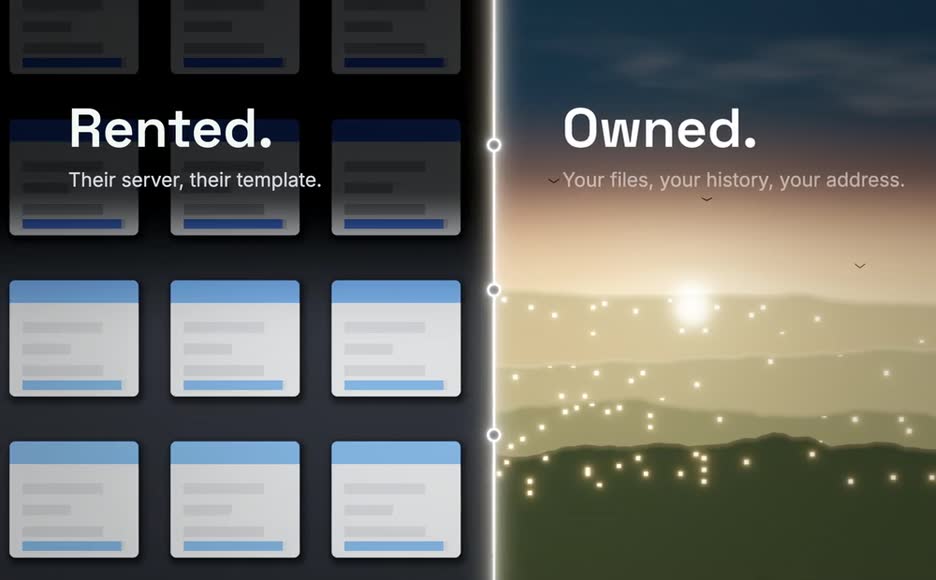 Rented.
Their server, their template.
Owned.
Your files, your history, your address.